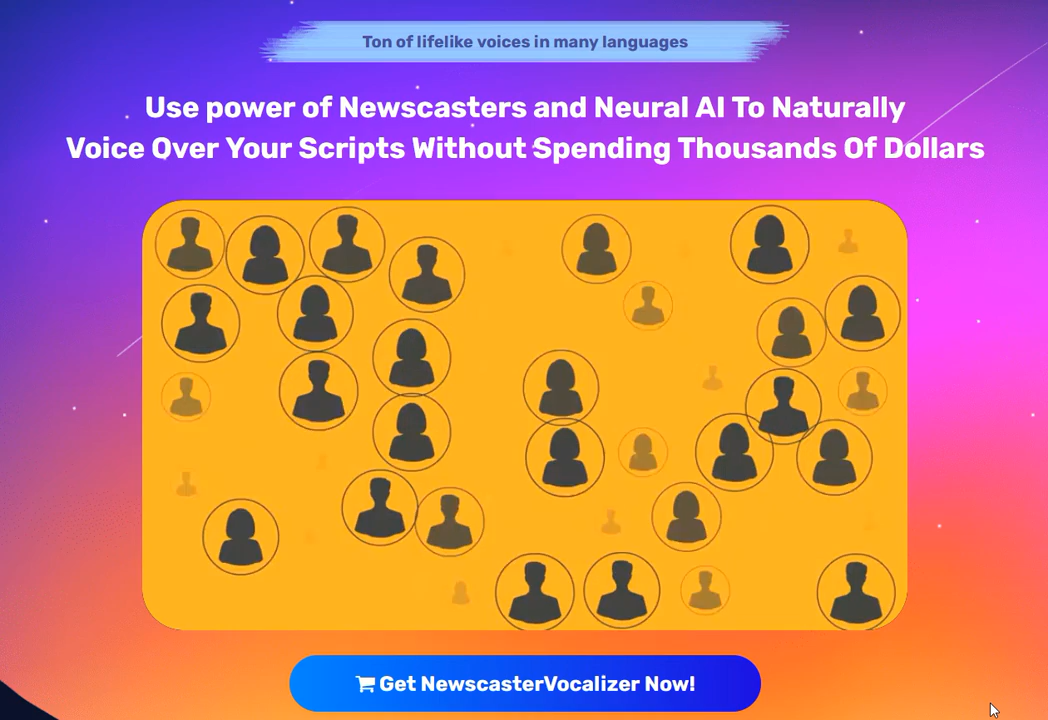 Ton of lifelike voices in many languages
Use power of Newscasters and Neural AI To Naturally
Voice Over Your Scripts Without Spending Thousands Of Dollars
Get NewscasterVocalizer Now!